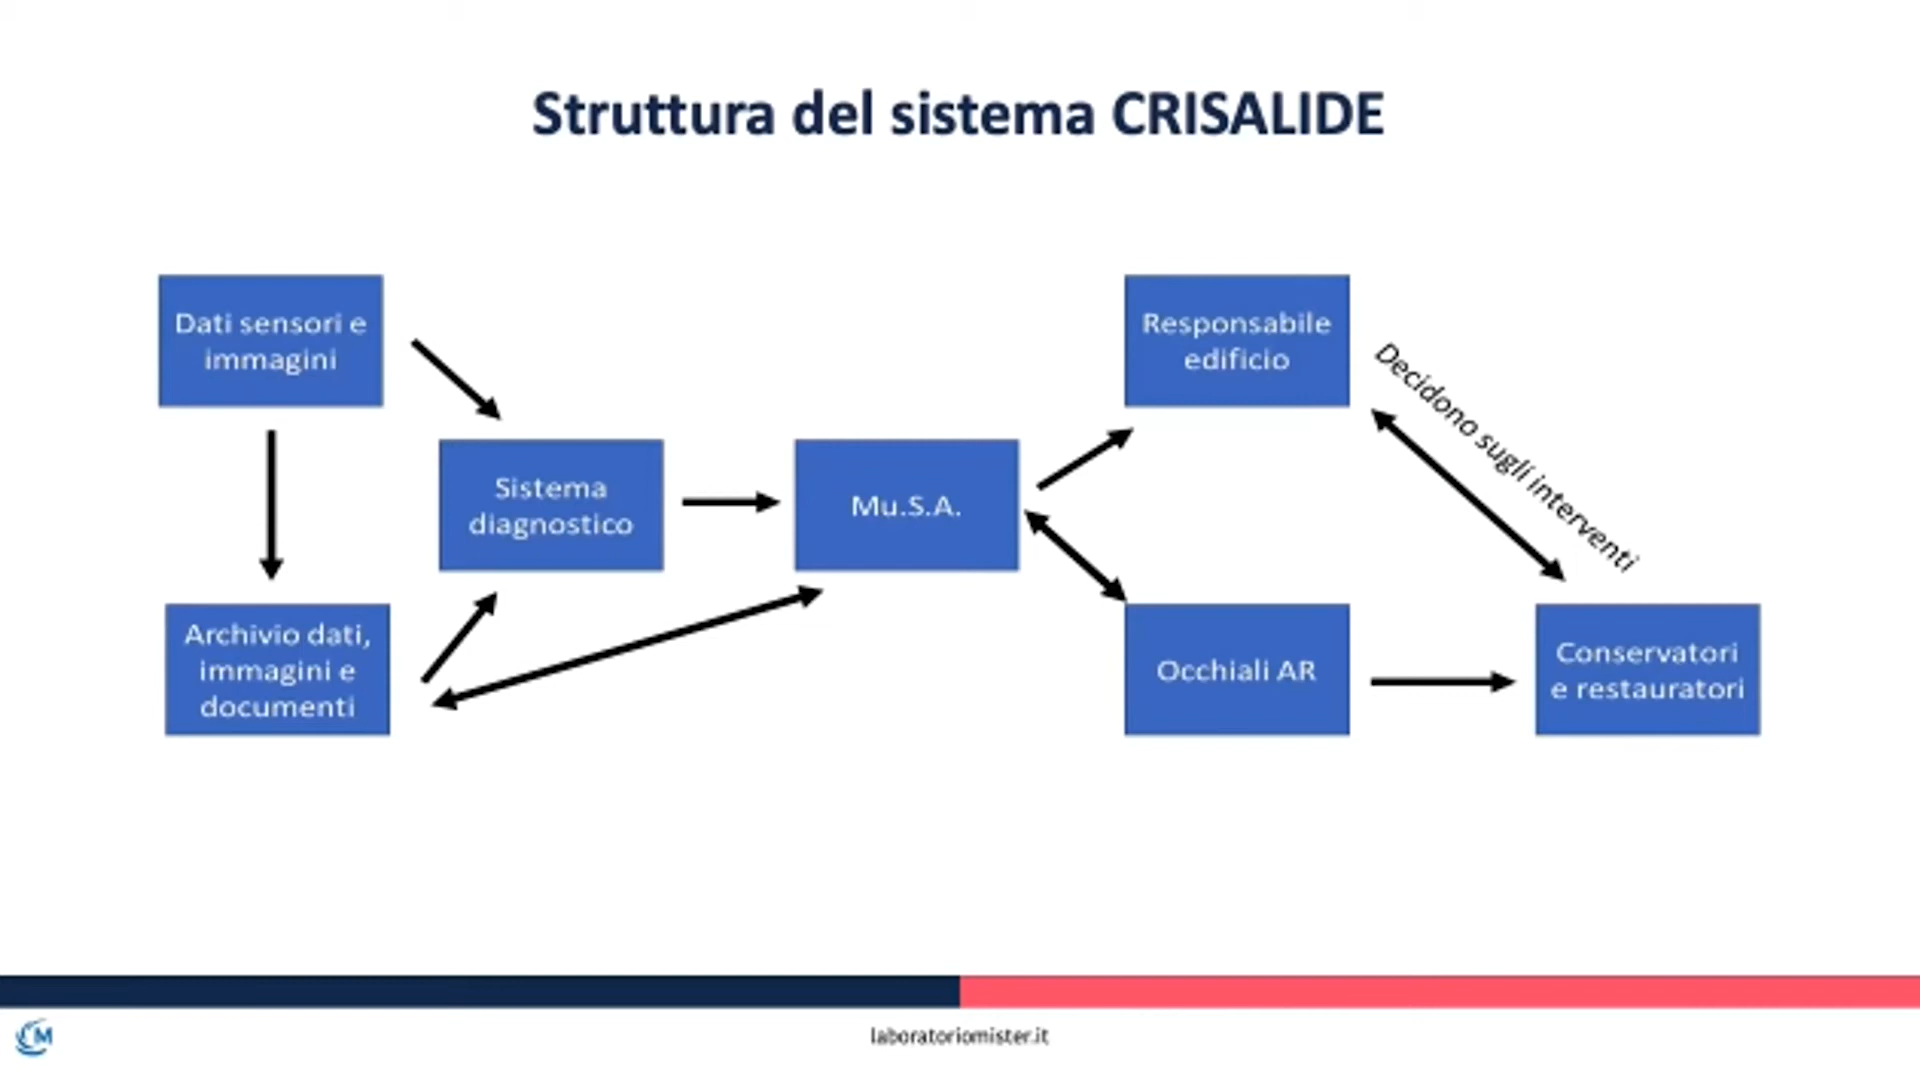 Struttura del sistema CRISALIDE
Dati sensori e
immagini
Responsabile
edificio
Decidono sugli interventi
Sistema
diagnostico
Mu.S.A.
Archivio dati,
immagini e
documenti
Occhiali AR
Conservatori
e restauratori
CM
laboratoriomister.it